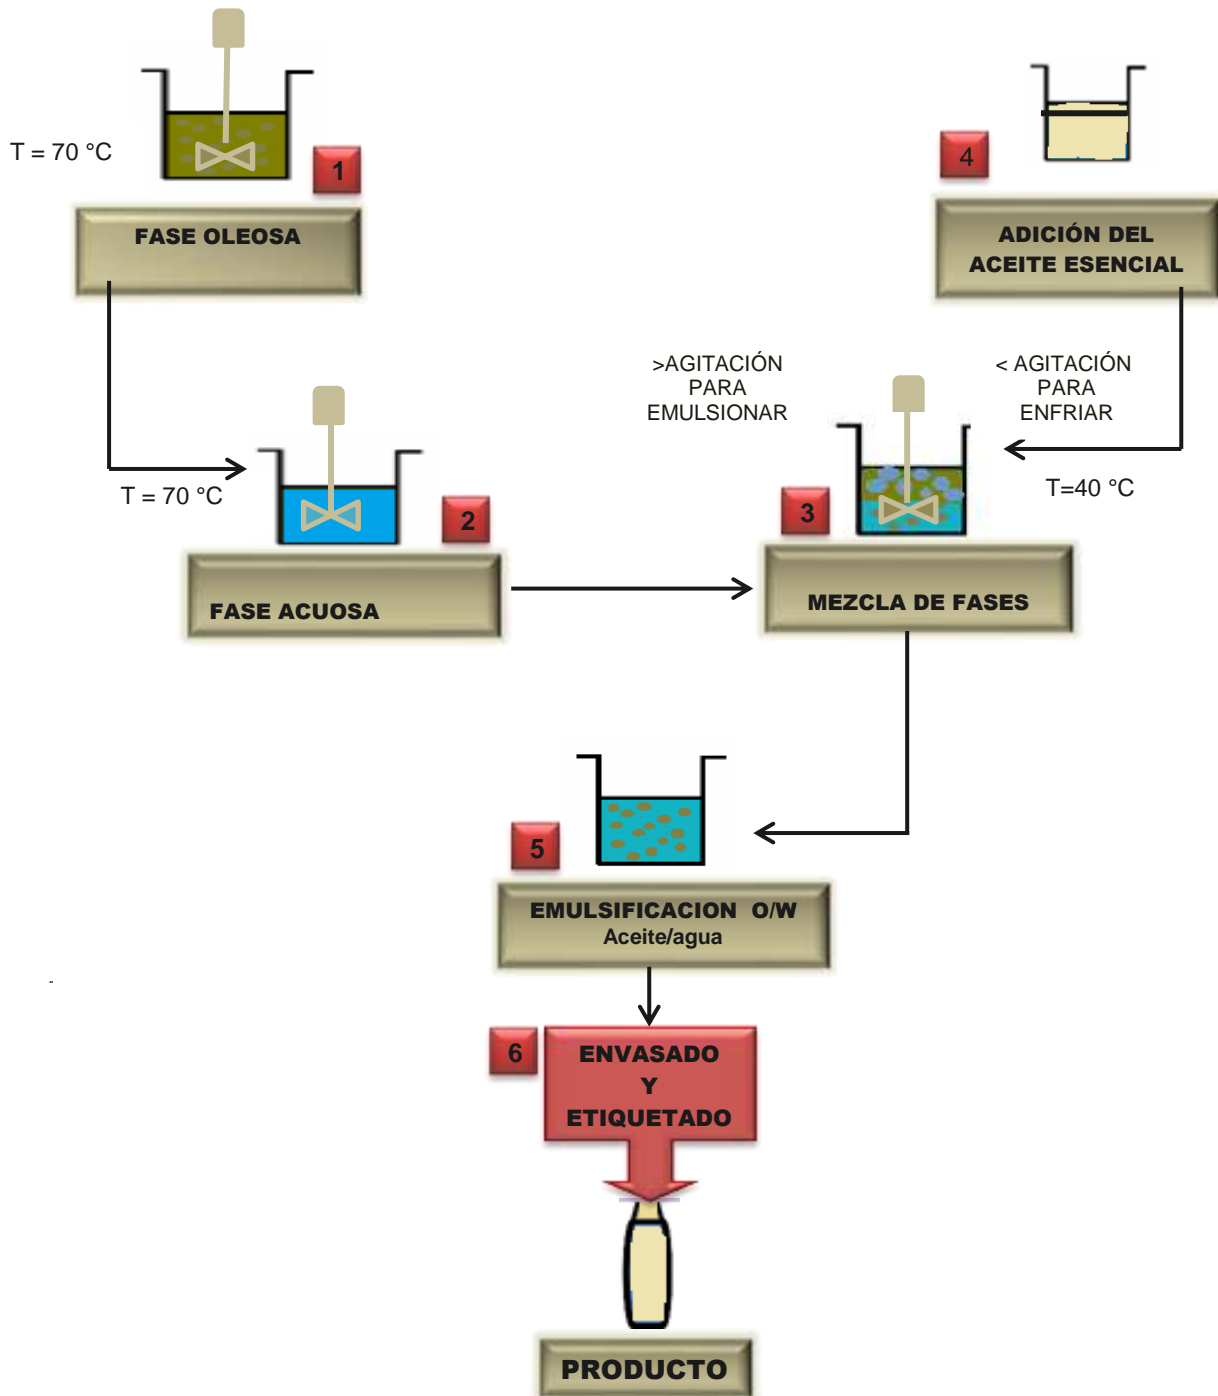 T = 70 °C
1
FASE OLEOSA
4
ADICIÓN DEL
ACEITE ESENCIAL
>AGITACIÓN
PARA
EMULSIONAR
< AGITACIÓN
PARA
ENFRIAR
T = 70 °C
T=40 °C
2
FASE ACUOSA
3
MEZCLA DE FASES
5
EMULSIFICACION O/W
Aceite/agua
6
ENVASADO
Y
ETIQUETADO
PRODUCTO